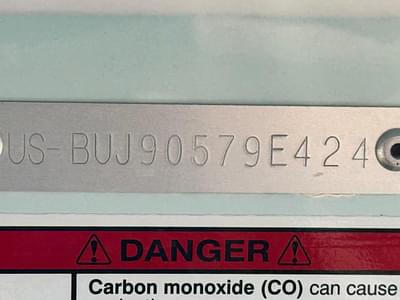 US-BUJ90579E424
DANGER
Carbon monoxide (CO) can cause